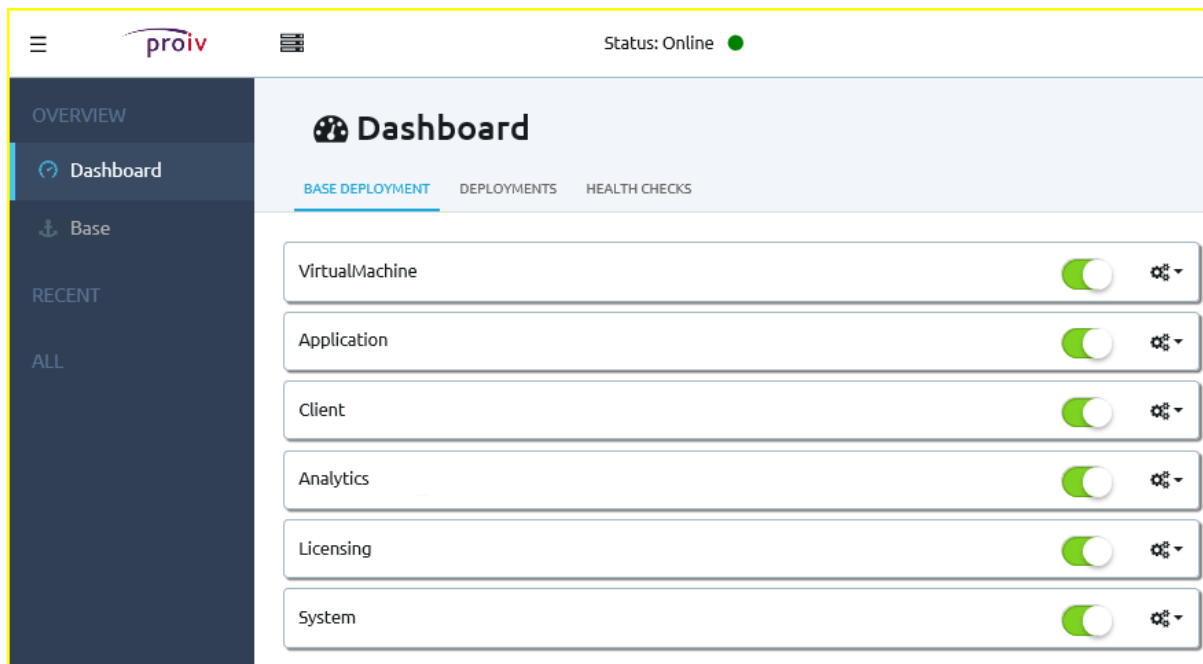 proiv
Status: Online
OVERVIEW
Dashboard
Base
RECENT
ALL
Dashboard
BASE DEPLOYMENT DEPLOYMENTS HEALTH CHECKS
VirtualMachine
Application
Client
Analytics
Licensing
System